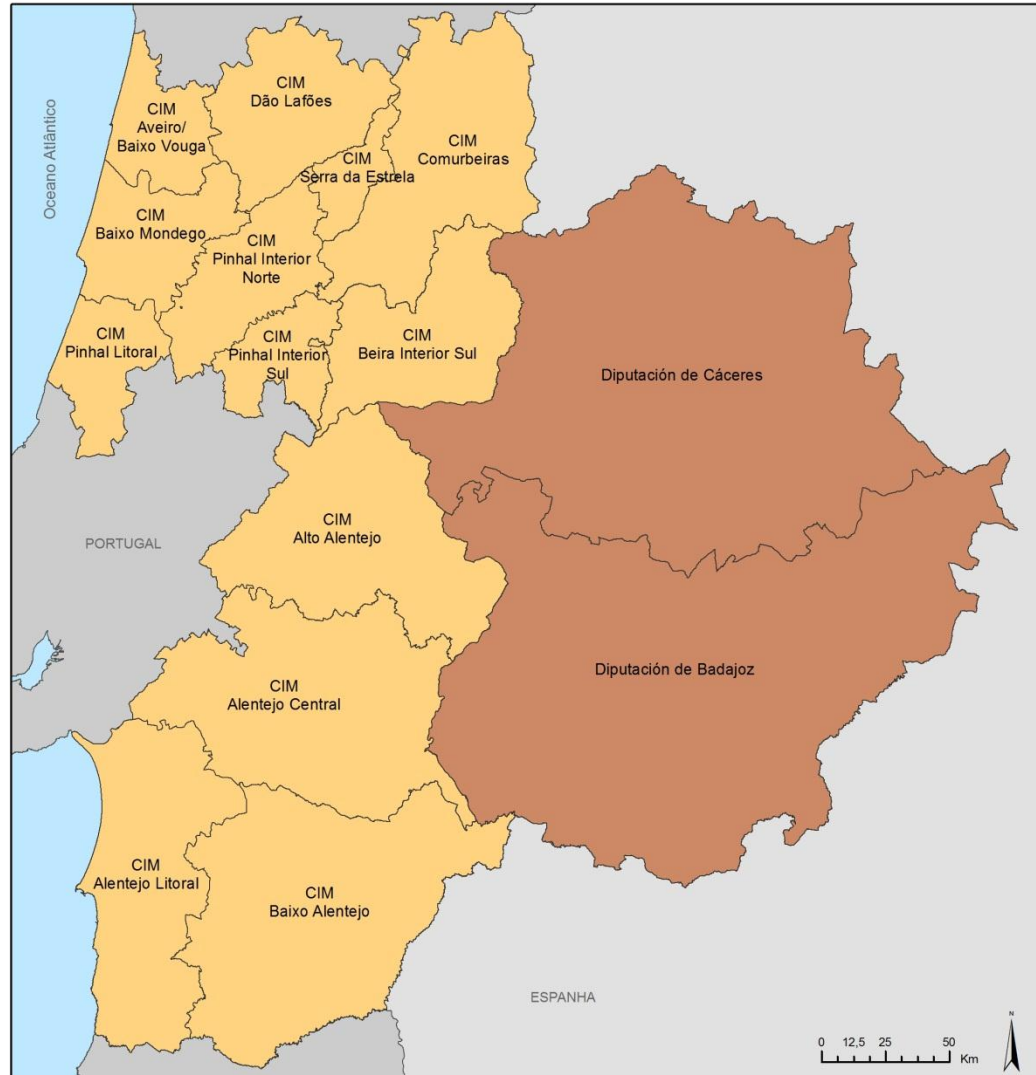 CIM
Dão Lafões
CIM
Aveiro/
Baixo Vouga
CIM
Comurbeiras
CIM
Serra da Estrela
Oceano Atlântico
CIM
Baixo Mondego
CIM
Pinhal Interior
Norte
CIM
Pinhal Litoral
CIM
Pinhal Interior
Sul
CIM
Beira Interior Sul
Diputación de Cáceres
CIM
Alto Alentejo
PORTUGAL
Diputación de Badajoz
CIM
Alentejo Central
CIM
Alentejo Litoral
CIM
Baixo Alentejo
ESPANHA
N
0 12,5 25 50
Km